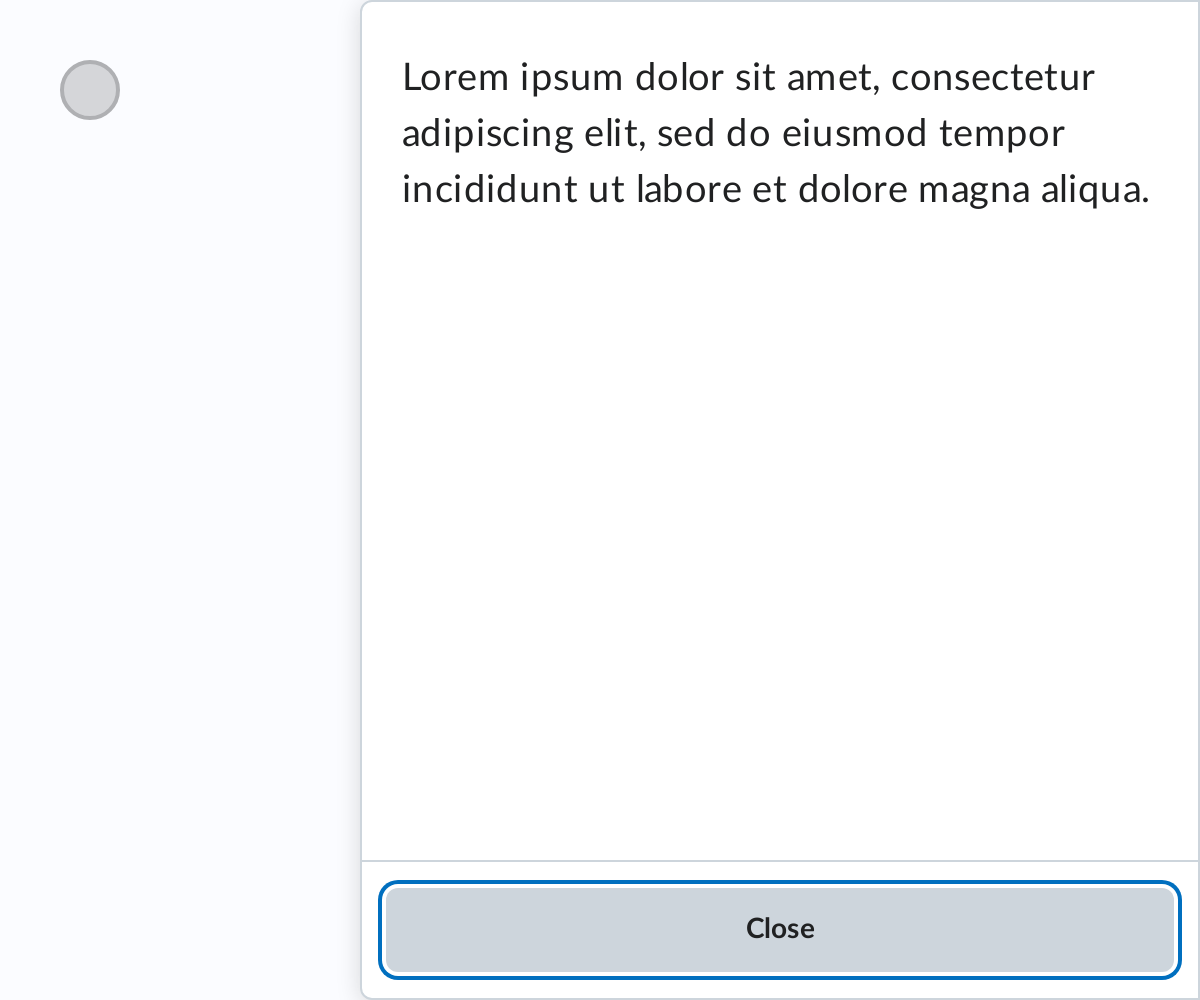 Lorem ipsum dolor sit amet, consectetur
adipiscing elit, sed do eiusmod tempor
incididunt ut labore et dolore magna aliqua.
Close